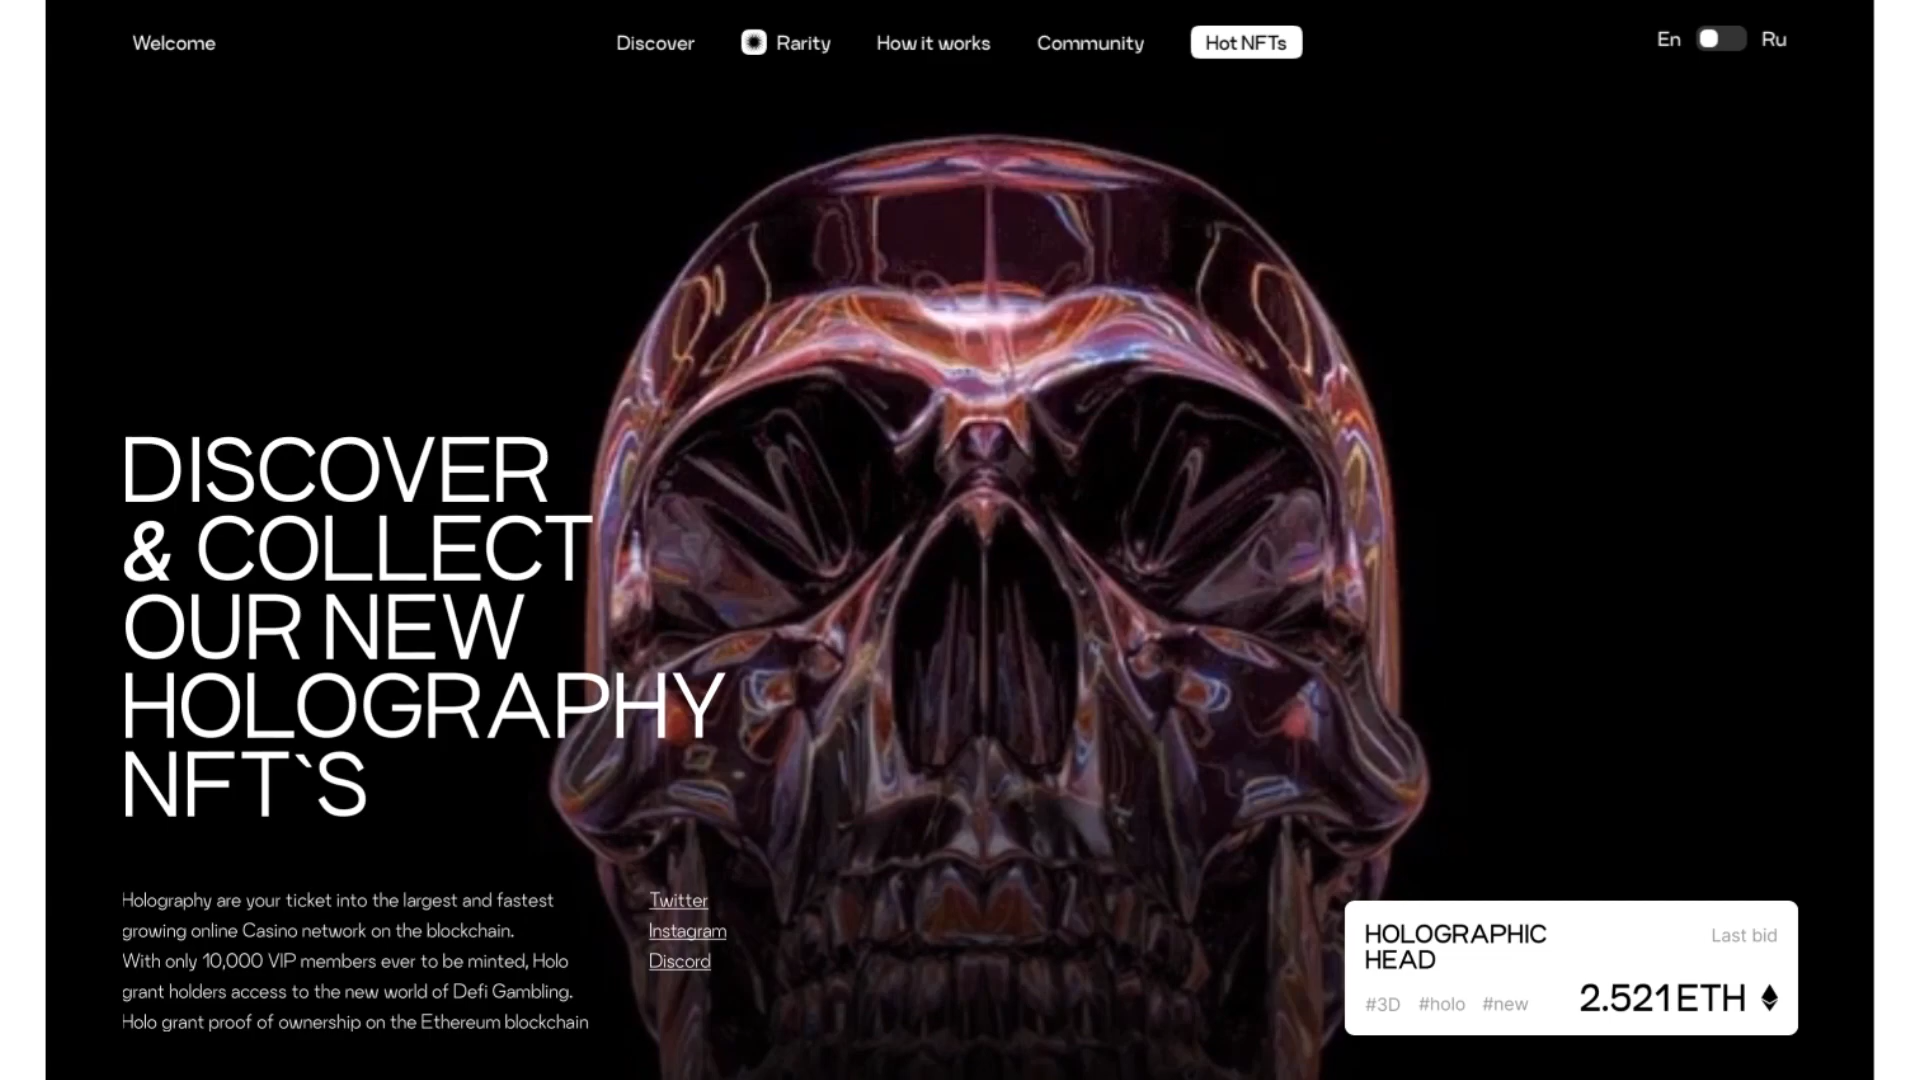 Welcome
Discover
Rarity
How it works
Community
Hot NFTs
En
Ru
DISCOVER
& COLLECT
OUR NEW
HOLOGRAPHY
NFT`S
Holography are your ticket into the largest and fastest
growing online Casino network on the blockchain.
With only 10,000 VIP members ever to be minted, Holo
grant holders access to the new world of Defi Gambling.
Holo grant proof of ownership on the Ethereum blockchain
Twitter
Instagram
Discord
HOLOGRAPHIC
HEAD
Last bid
#3D #holo #new
2.521 ETH